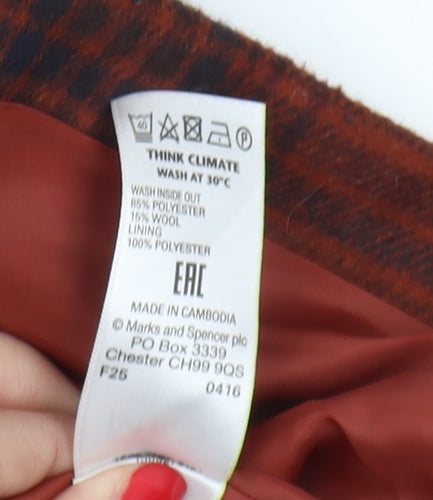 40 P
THINK CLIMATE
WASH AT 30°C
WASH INSIDE OUT
85% POLYESTER
15% WOOL
LINING
100% POLYESTER
EAC
MADE IN CAMBODIA
© Marks and Spencer plc
PO Box 3339
Chester CH99 9QS
F25 0416